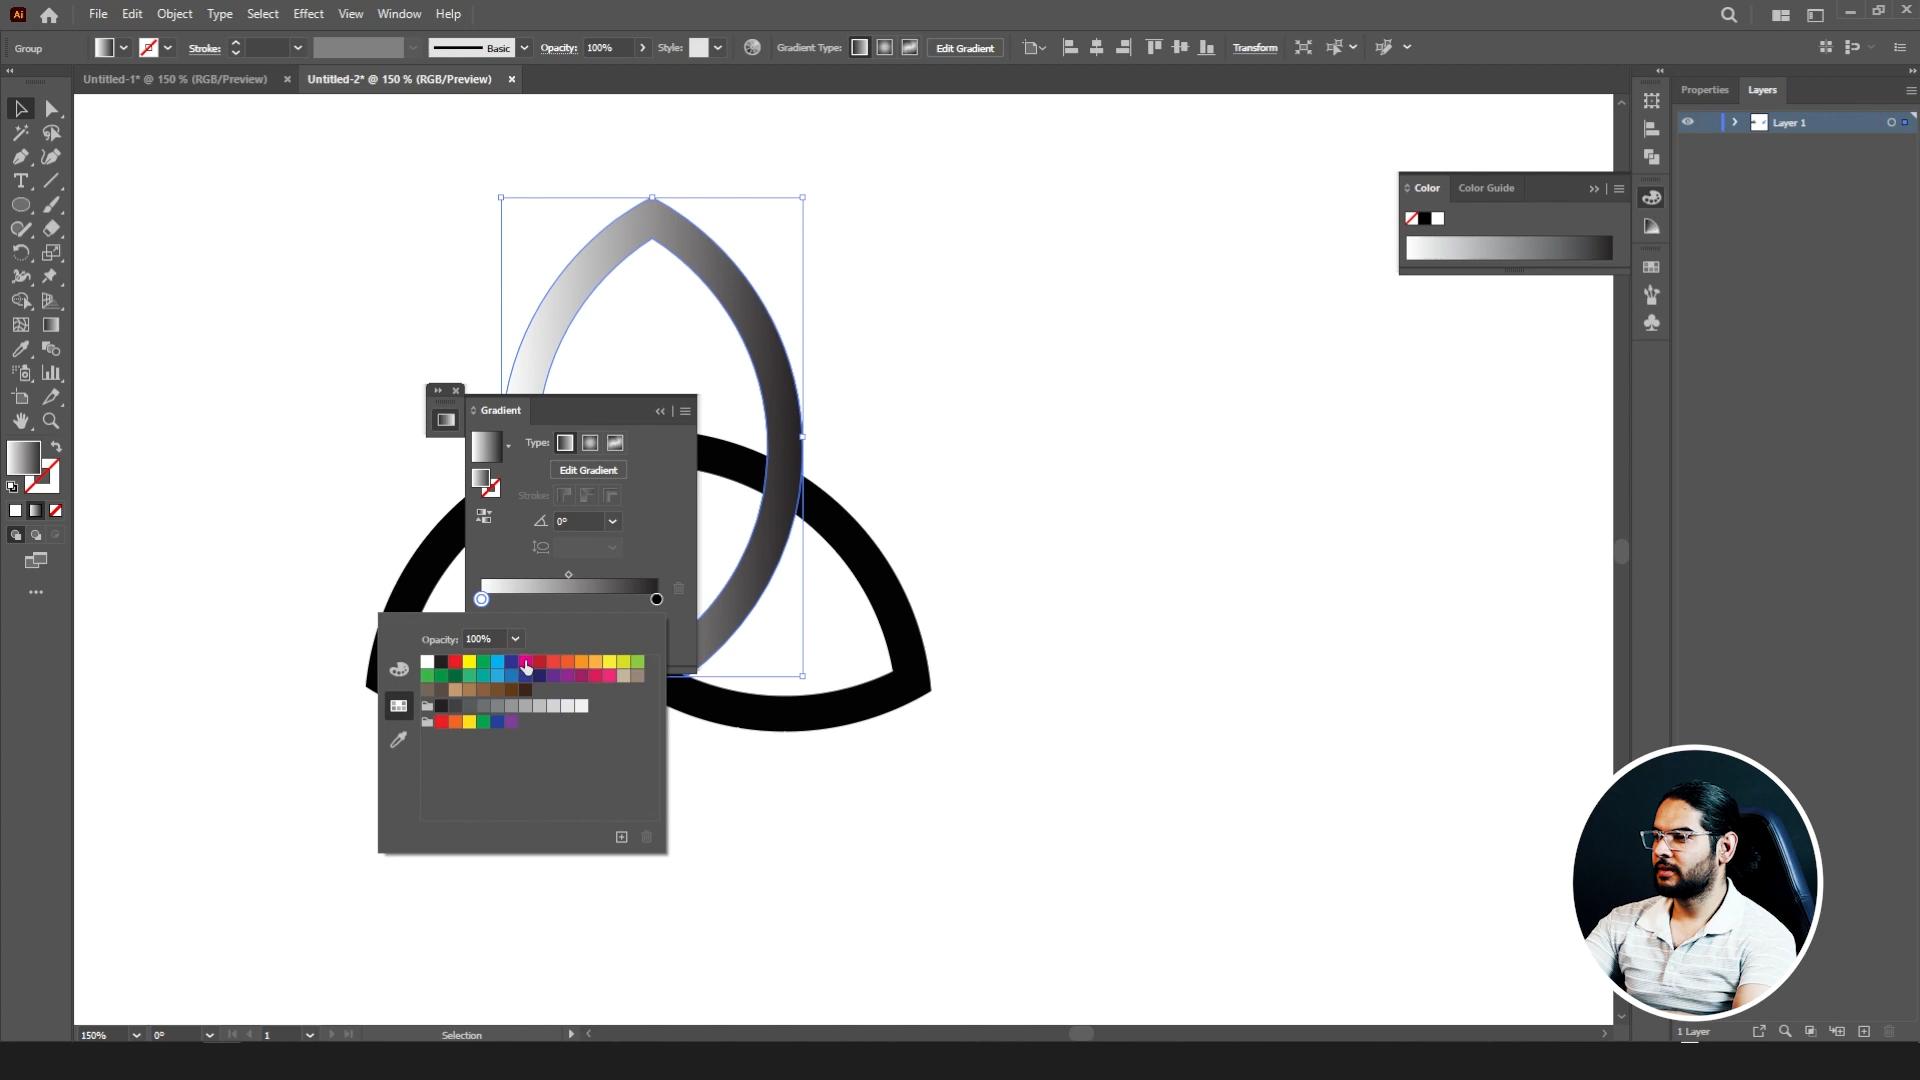 Ai File Edit Object Type Select Effect View Window Help
Group Stroke: Basic Opacity: 100% Style: Gradient Type: Edit Gradient Transform
Untitled-1* @ 150 % (RGB/Preview) × Untitled-2* @ 150 % (RGB/Preview) ×
Properties Layers
Layer 1
Color Color Guide
Gradient
Type:
Edit Gradient
Stroke:
0°
Opacity: 100%
150% 0° 1 Selection
1 Layer